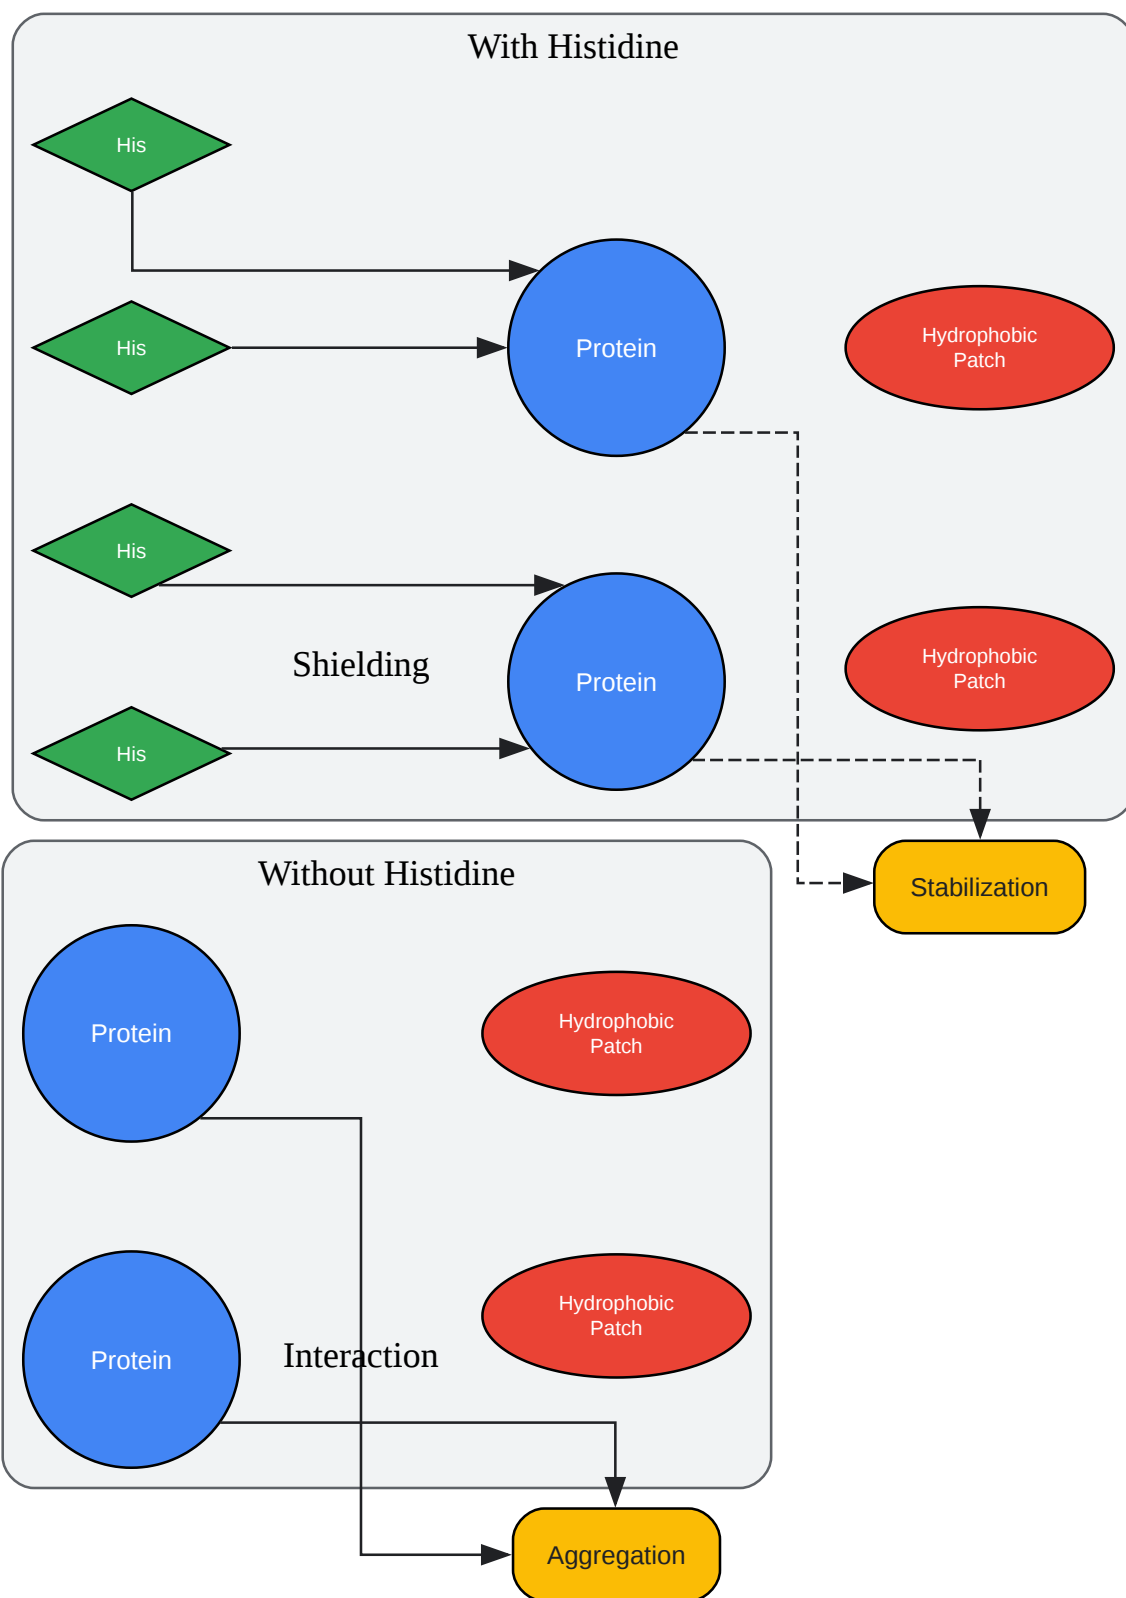 With Histidine
His
His
Protein
Hydrophobic
Patch
His
Shielding
Protein
Hydrophobic
Patch
His
Without Histidine
Stabilization
Protein
Hydrophobic
Patch
Protein
Interaction
Hydrophobic
Patch
Aggregation